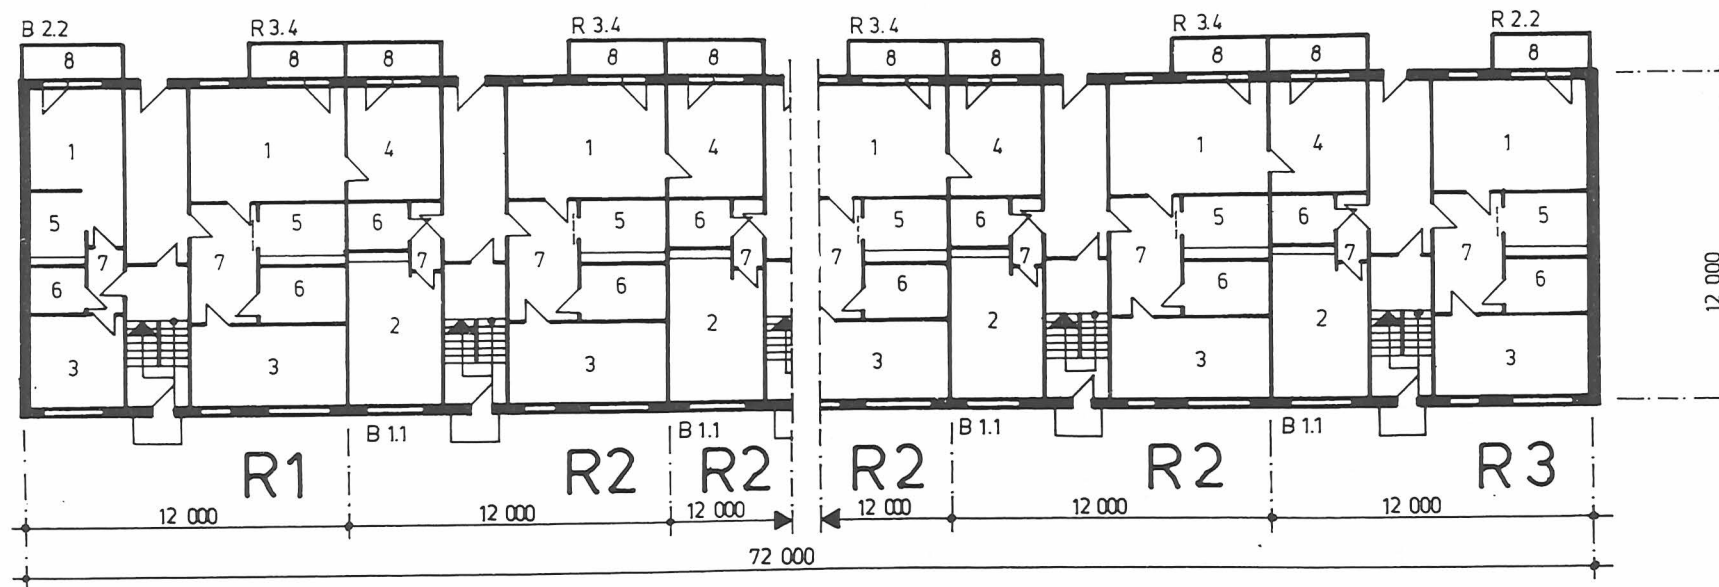 B 2.2 R 3.4 R 3.4 R 3.4 R 3.4 R 2.2
8 8 8 8 8 8 8 8 8 8
1 1 4 1 4 1 4 1 4 1
5 5 6 5 6 5 6 5 6 5
7 7 7 7 7 7 7 7 7 7
6 6 6 6 6 6
2 2 2 2
3 3 3 3 3 3
12 000
B 1.1 B 1.1 B 1.1 B 1.1
R1 R2 R2 R2 R2 R3
12 000 12 000 12 000 12 000 12 000 12 000
72 000